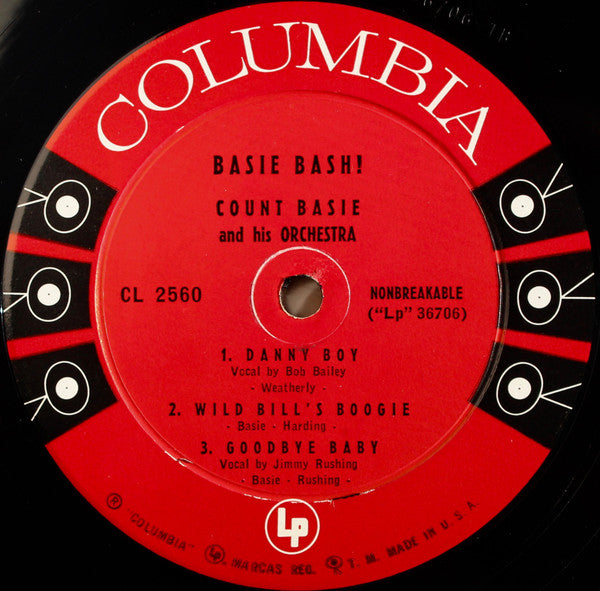 COLUMBIA
BASIE BASH!
COUNT BASIE
and his ORCHESTRA
CL 2560
NONBREAKABLE
("Lp" 36706)
1. DANNY BOY
Vocal by Bob Bailey
- Weatherly -
2. WILD BILL'S BOOGIE
- Basie - Harding -
3. GOODBYE BABY
Vocal by Jimmy Rushing
- Basie - Rushing -
Lp
® "COLUMBIA" Lp MARCAS REG. T. M. MADE IN U.S.A.